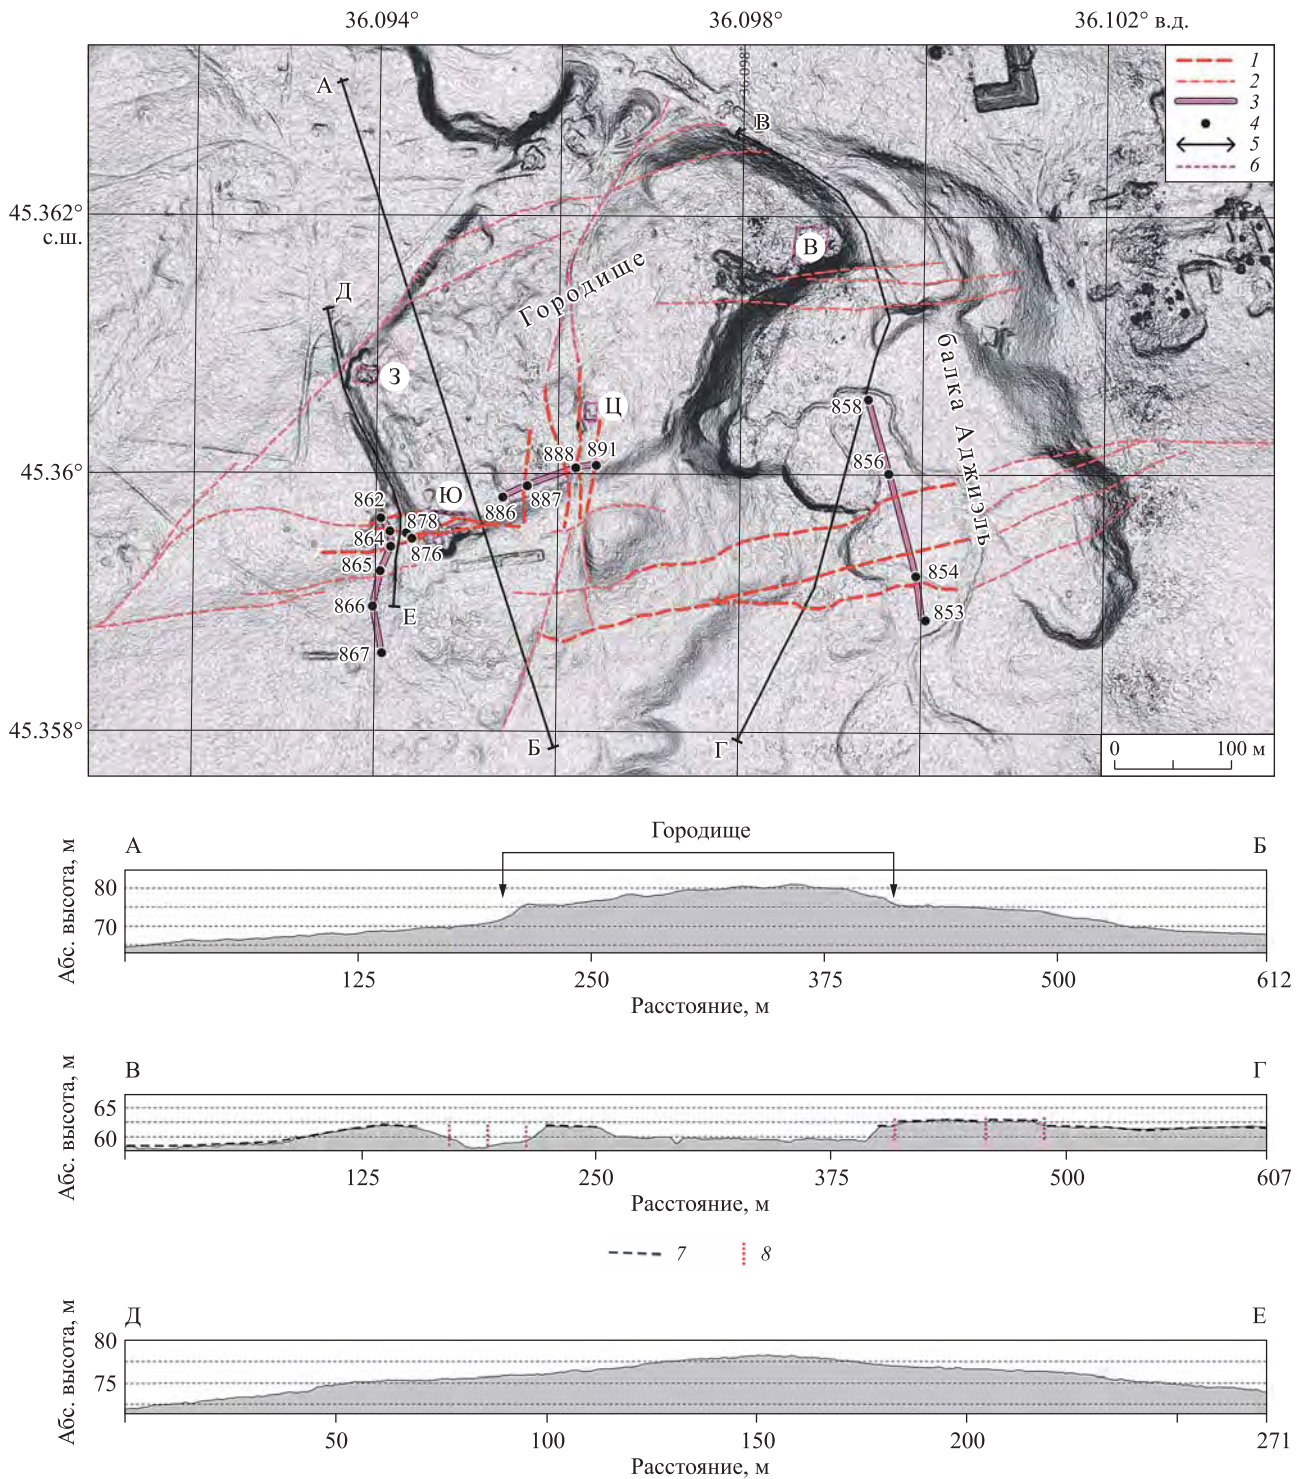 36.094° 36.098° 36.102° в.д.
А
36.098°
В
1
2
3
4
5
6
45.362°
с.ш.
Городище
В
Д
З
балка Аджиэль
Ц
858
888 891
45.36°
856
862
Ю
886 887
864
878
876
865
854
866
Е
853
867
45.358°
Б
Г
0 100 м
А Городище Б
Абс. высота, м
80
70
125 250 375 500 612
Расстояние, м
В Г
Абс. высота, м
65
60
125 250 375 500 607
Расстояние, м
7 8
Д Е
Абс. высота, м
80
75
50 100 150 200 271
Расстояние, м